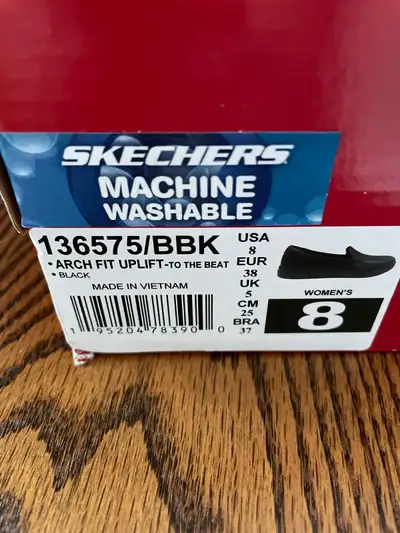 SKECHERS
MACHINE
WASHABLE
136575/BBK
• ARCH FIT UPLIFT-TO THE BEAT
• BLACK
MADE IN VIETNAM
1 95204 78390 0
USA
8
EUR
38
UK
5
CM
25
BRA
37
WOMEN'S
8